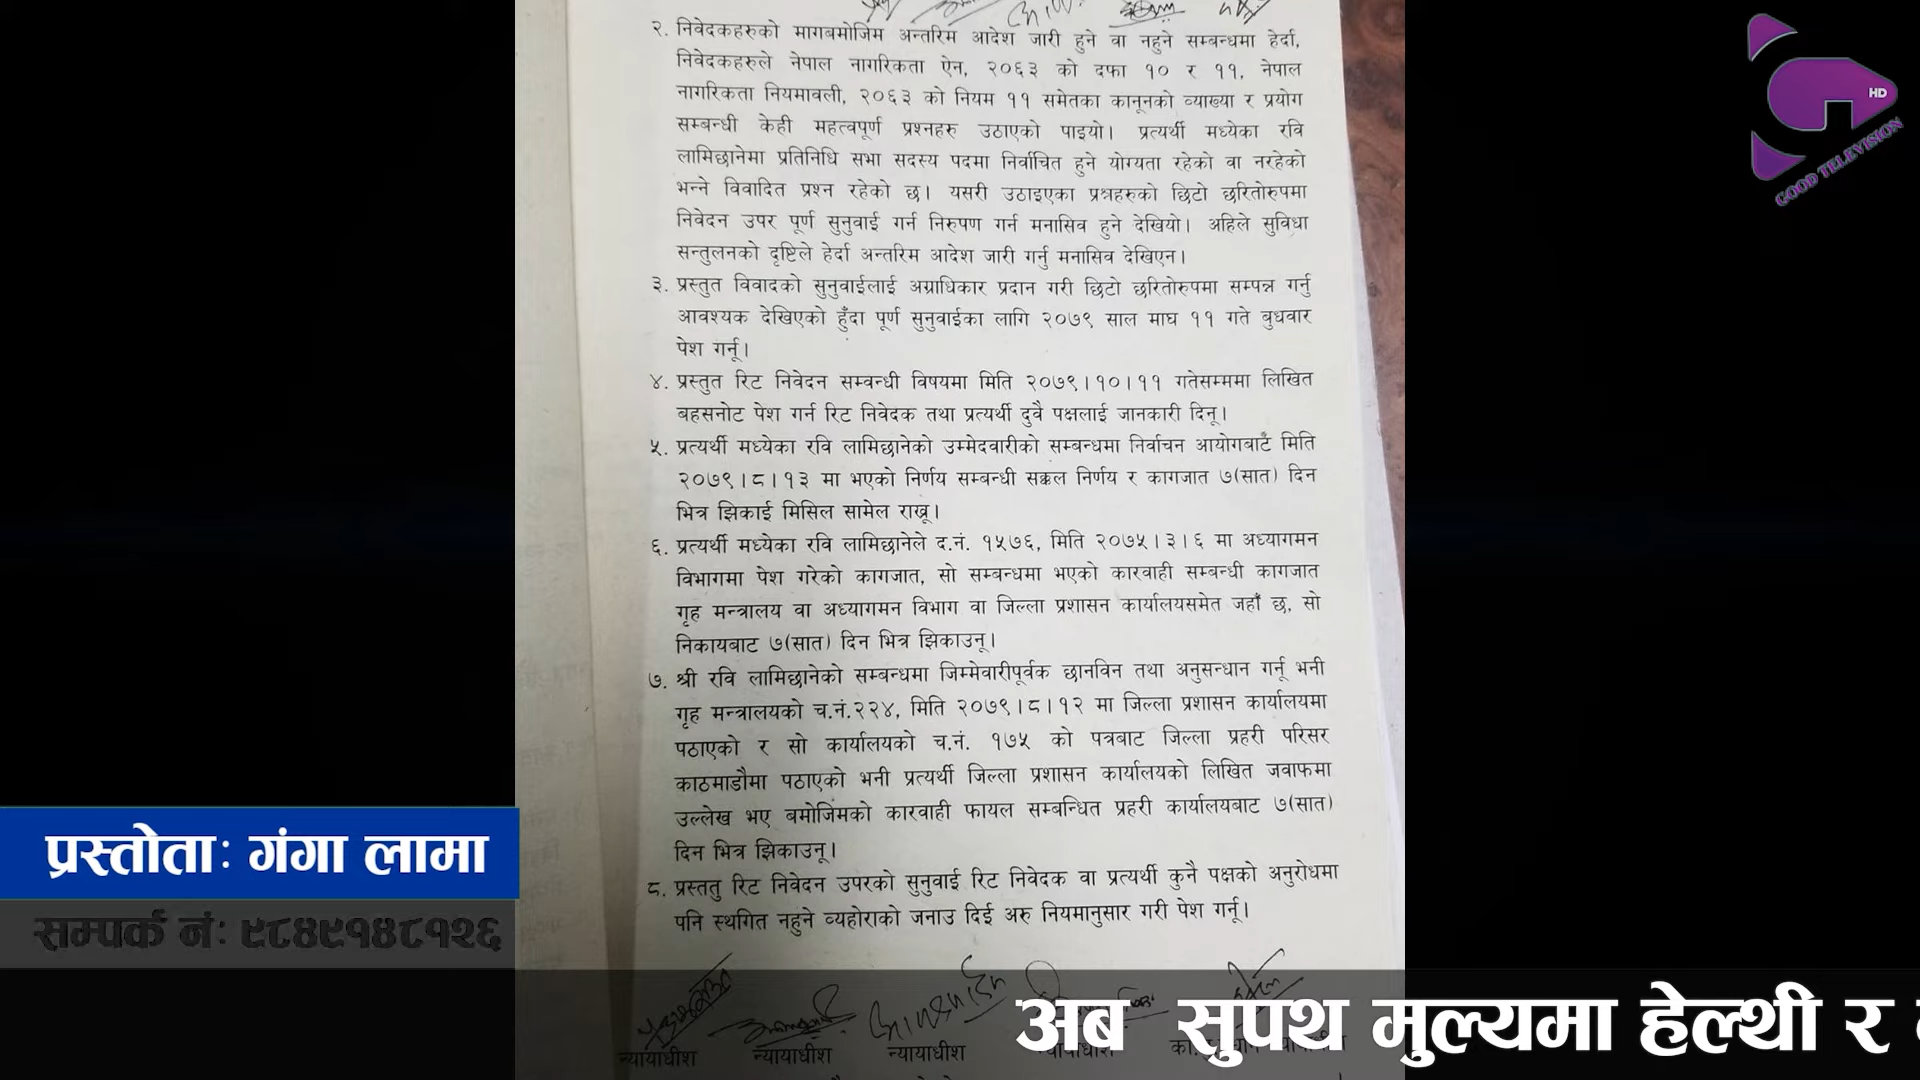 २. निवेदकहरुको मागबमोजिम अन्तरिम आदेश जारी हुने वा नहुने सम्बन्धमा हेर्दा,
निवेदकहरुले नेपाल नागरिकता ऐन, २०६३ को दफा १० र ११, नेपाल
नागरिकता नियमावली, २०६३ को नियम ११ समेतका कानूनको व्याख्या र प्रयोग
सम्बन्धी केही महत्वपूर्ण प्रश्नहरु उठाएको पाइयो। प्रत्यर्थी मध्येका रवि
लामिछानेमा प्रतिनिधि सभा सदस्य पदमा निर्वाचित हुने योग्यता रहेको वा नरहेको
भन्ने विवादित प्रश्न रहेको छ। यसरी उठाइएका प्रश्नहरुको छिटो छरितोरुपमा
निवेदन उपर पूर्ण सुनुवाई गर्न निरुपण गर्न मनासिव हुने देखियो। अहिले सुविधा
सन्तुलनको दृष्टिले हेर्दा अन्तरिम आदेश जारी गर्नु मनासिव देखिएन।
३. प्रस्तुत विवादको सुनुवाईलाई अग्राधिकार प्रदान गरी छिटो छरितोरुपमा सम्पन्न गर्नु
आवश्यक देखिएको हुँदा पूर्ण सुनुवाईका लागि २०७९ साल माघ ११ गते बुधवार
पेश गर्नू।
४. प्रस्तुत रिट निवेदन सम्वन्धी विषयमा मिति २०७९।१०।११ गतेसम्ममा लिखित
बहसनोट पेश गर्न रिट निवेदक तथा प्रत्यर्थी दुवै पक्षलाई जानकारी दिनू।
५. प्रत्यर्थी मध्येका रवि लामिछानेको उम्मेदवारीको सम्बन्धमा निर्वाचन आयोगबाट मिति
२०७९।८।१३ मा भएको निर्णय सम्बन्धी सक्कल निर्णय र कागजात ७(सात) दिन
भित्र झिकाई मिसिल सामेल राखू।
६. प्रत्यर्थी मध्येका रवि लामिछानेले द.नं. १५७६, मिति २०७५।३।६ मा अध्यागमन
विभागमा पेश गरेको कागजात, सो सम्बन्धमा भएको कारवाही सम्बन्धी कागजात
गृह मन्त्रालय वा अध्यागमन विभाग वा जिल्ला प्रशासन कार्यालयसमेत जहाँ छ, सो
निकायबाट ७(सात) दिन भित्र झिकाउनू।
७. श्री रवि लामिछानेको सम्बन्धमा जिम्मेवारीपूर्वक छानविन तथा अनुसन्धान गर्नू भनी
गृह मन्त्रालयको च.नं.२२४, मिति २०७९।८।१२ मा जिल्ला प्रशासन कार्यालयमा
पठाएको र सो कार्यालयको च.नं. १७५ को पत्रबाट जिल्ला प्रहरी परिसर
काठमाडौमा पठाएको भनी प्रत्यर्थी जिल्ला प्रशासन कार्यालयको लिखित जवाफमा
उल्लेख भए बमोजिमको कारवाही फायल सम्बन्धित प्रहरी कार्यालयबाट ७(सात)
दिन भित्र झिकाउनू।
८. प्रस्ततु रिट निवेदन उपरको सुनुवाई रिट निवेदक वा प्रत्यर्थी कुनै पक्षको अनुरोधमा
पनि स्थगित नहुने व्यहोराको जनाउ दिई अरु नियमानुसार गरी पेश गर्नू।
न्यायाधीश न्यायाधीश न्यायाधीश
HD
GOOD TELEVISION
प्रस्तोताः गंगा लामा
सम्पर्क नंः ९८४९१४८१२६
अब सुपथ मुल्यमा हेल्थी र